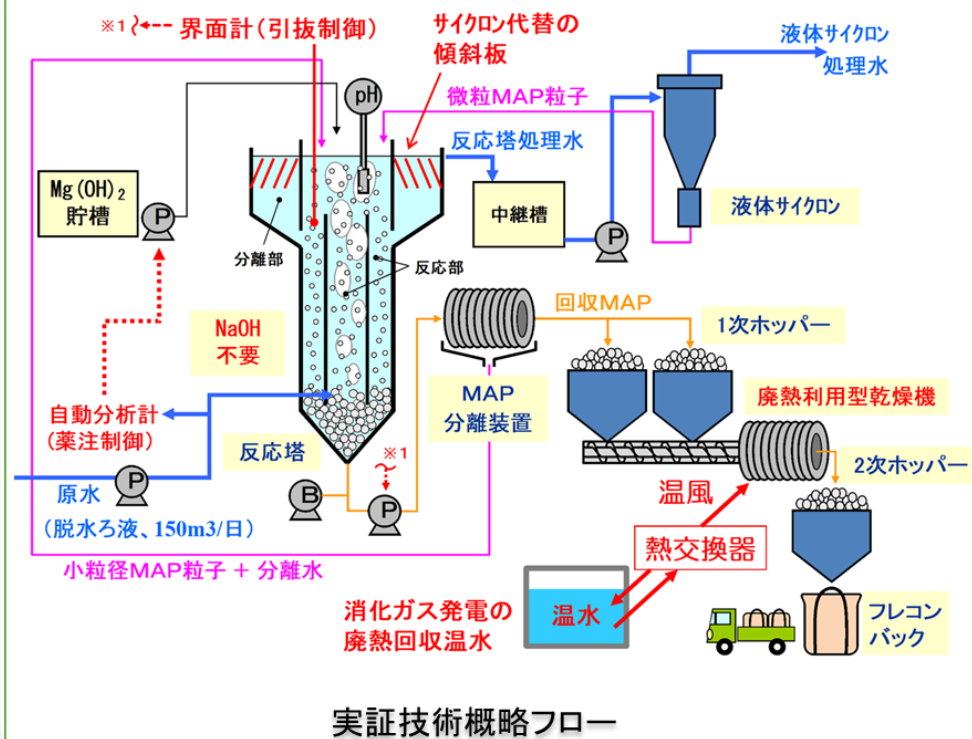 ※1
界面計(引抜制御)
サイクロン代替の
傾斜板
液体サイクロン
処理水
pH
微粒MAP粒子
反応塔処理水
Mg(OH)2
貯槽
P
中継槽
P
液体サイクロン
分離部
反応部
回収MAP
1次ホッパー
NaOH
不要
MAP
分離装置
廃熱利用型乾燥機
自動分析計
(薬注制御)
反応塔
※1
2次ホッパー
P
原水
B
P
温風
(脱水ろ液、150m3/日)
熱交換器
小粒径MAP粒子 + 分離水
消化ガス発電の
廃熱回収温水
温水
フレコン
バック
実証技術概略フロー